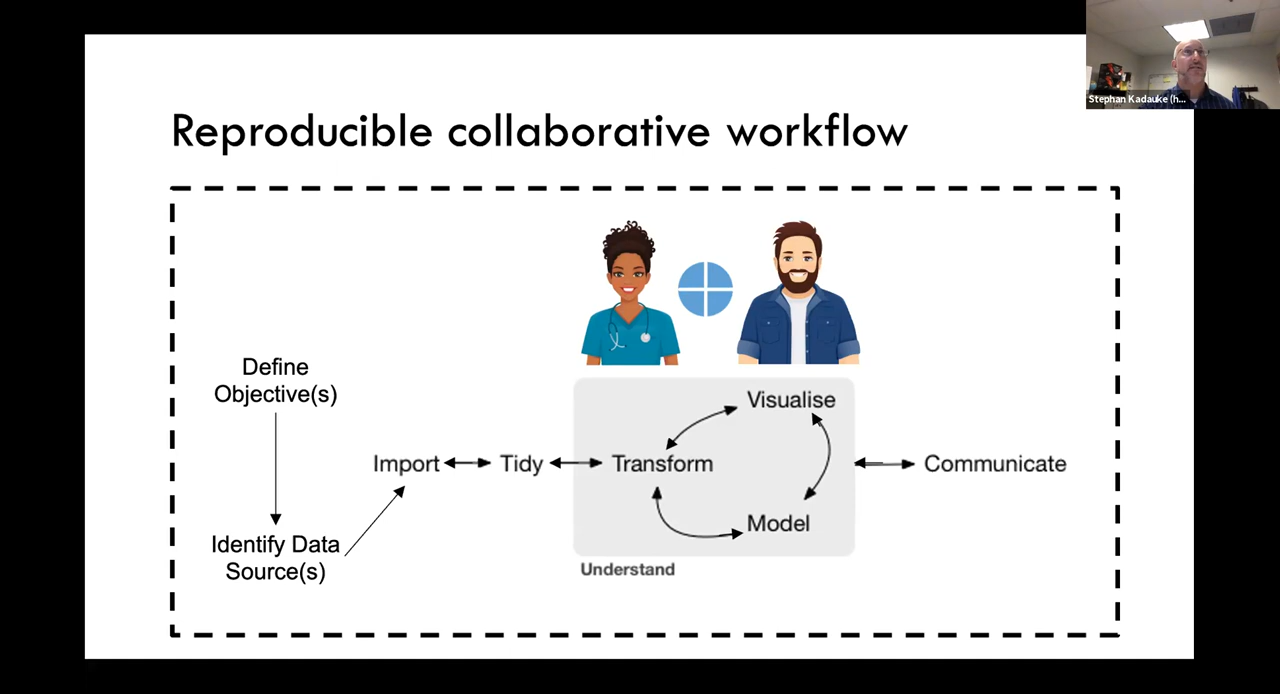 Stephan Kadauke (h...
Reproducible collaborative workflow
Define
Objective(s)
Visualise
Import
Tidy
Transform
Communicate
Model
Identify Data
Source(s)
Understand